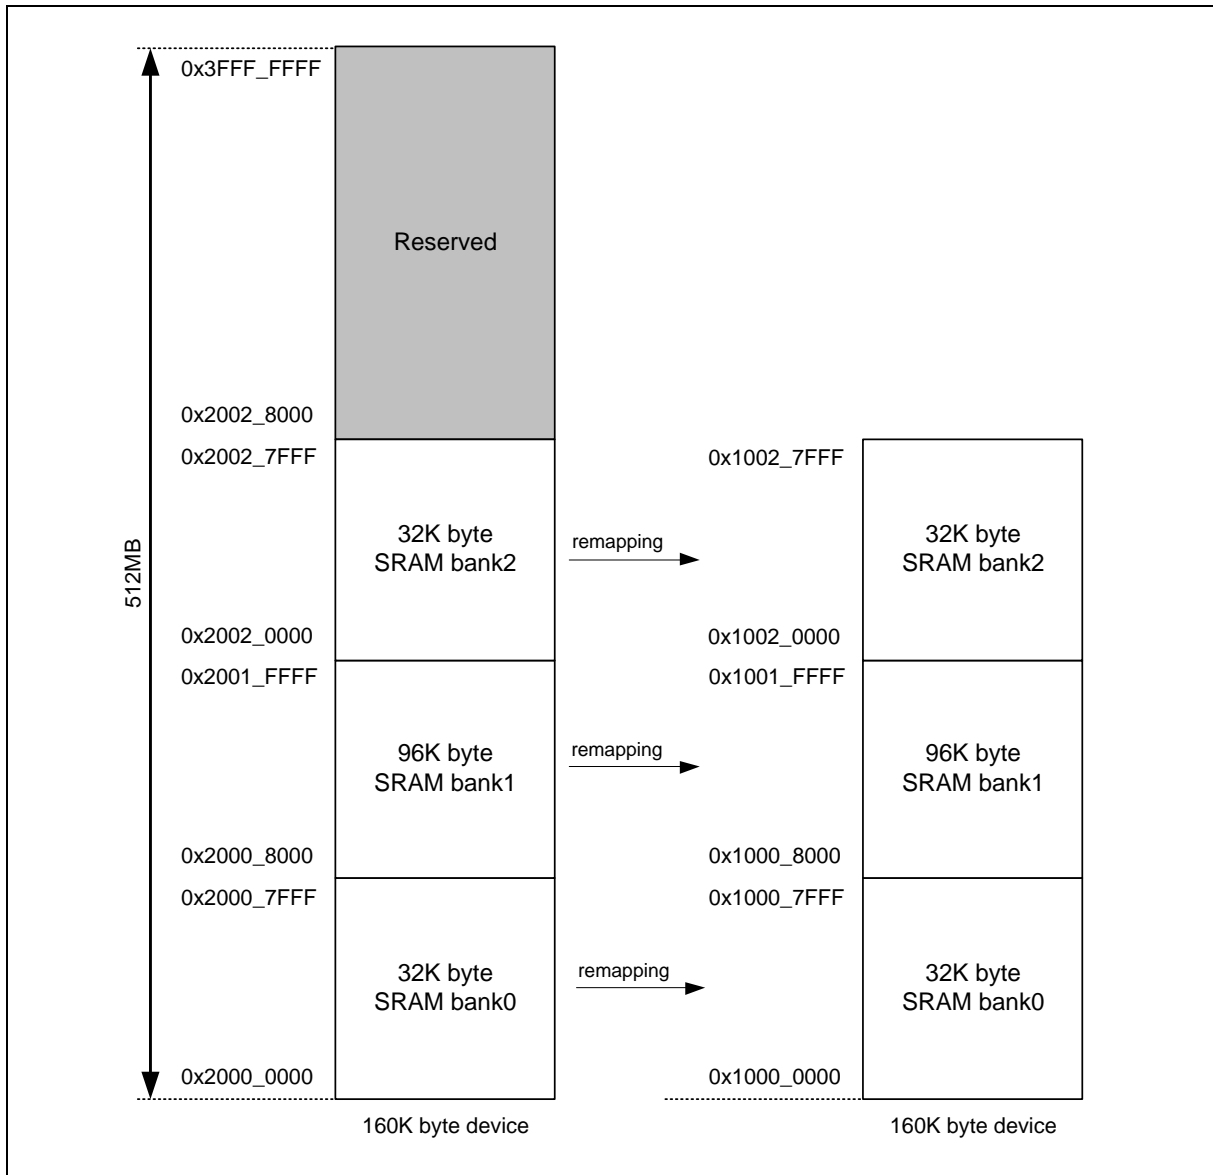 0x3FFF_FFFF
Reserved
0x2002_8000
0x2002_7FFF
0x1002_7FFF
32K byte
SRAM bank2
remapping
32K byte
SRAM bank2
512MB
0x2002_0000
0x1002_0000
0x2001_FFFF
0x1001_FFFF
96K byte
SRAM bank1
remapping
96K byte
SRAM bank1
0x2000_8000
0x1000_8000
0x2000_7FFF
0x1000_7FFF
32K byte
SRAM bank0
remapping
32K byte
SRAM bank0
0x2000_0000
0x1000_0000
160K byte device
160K byte device